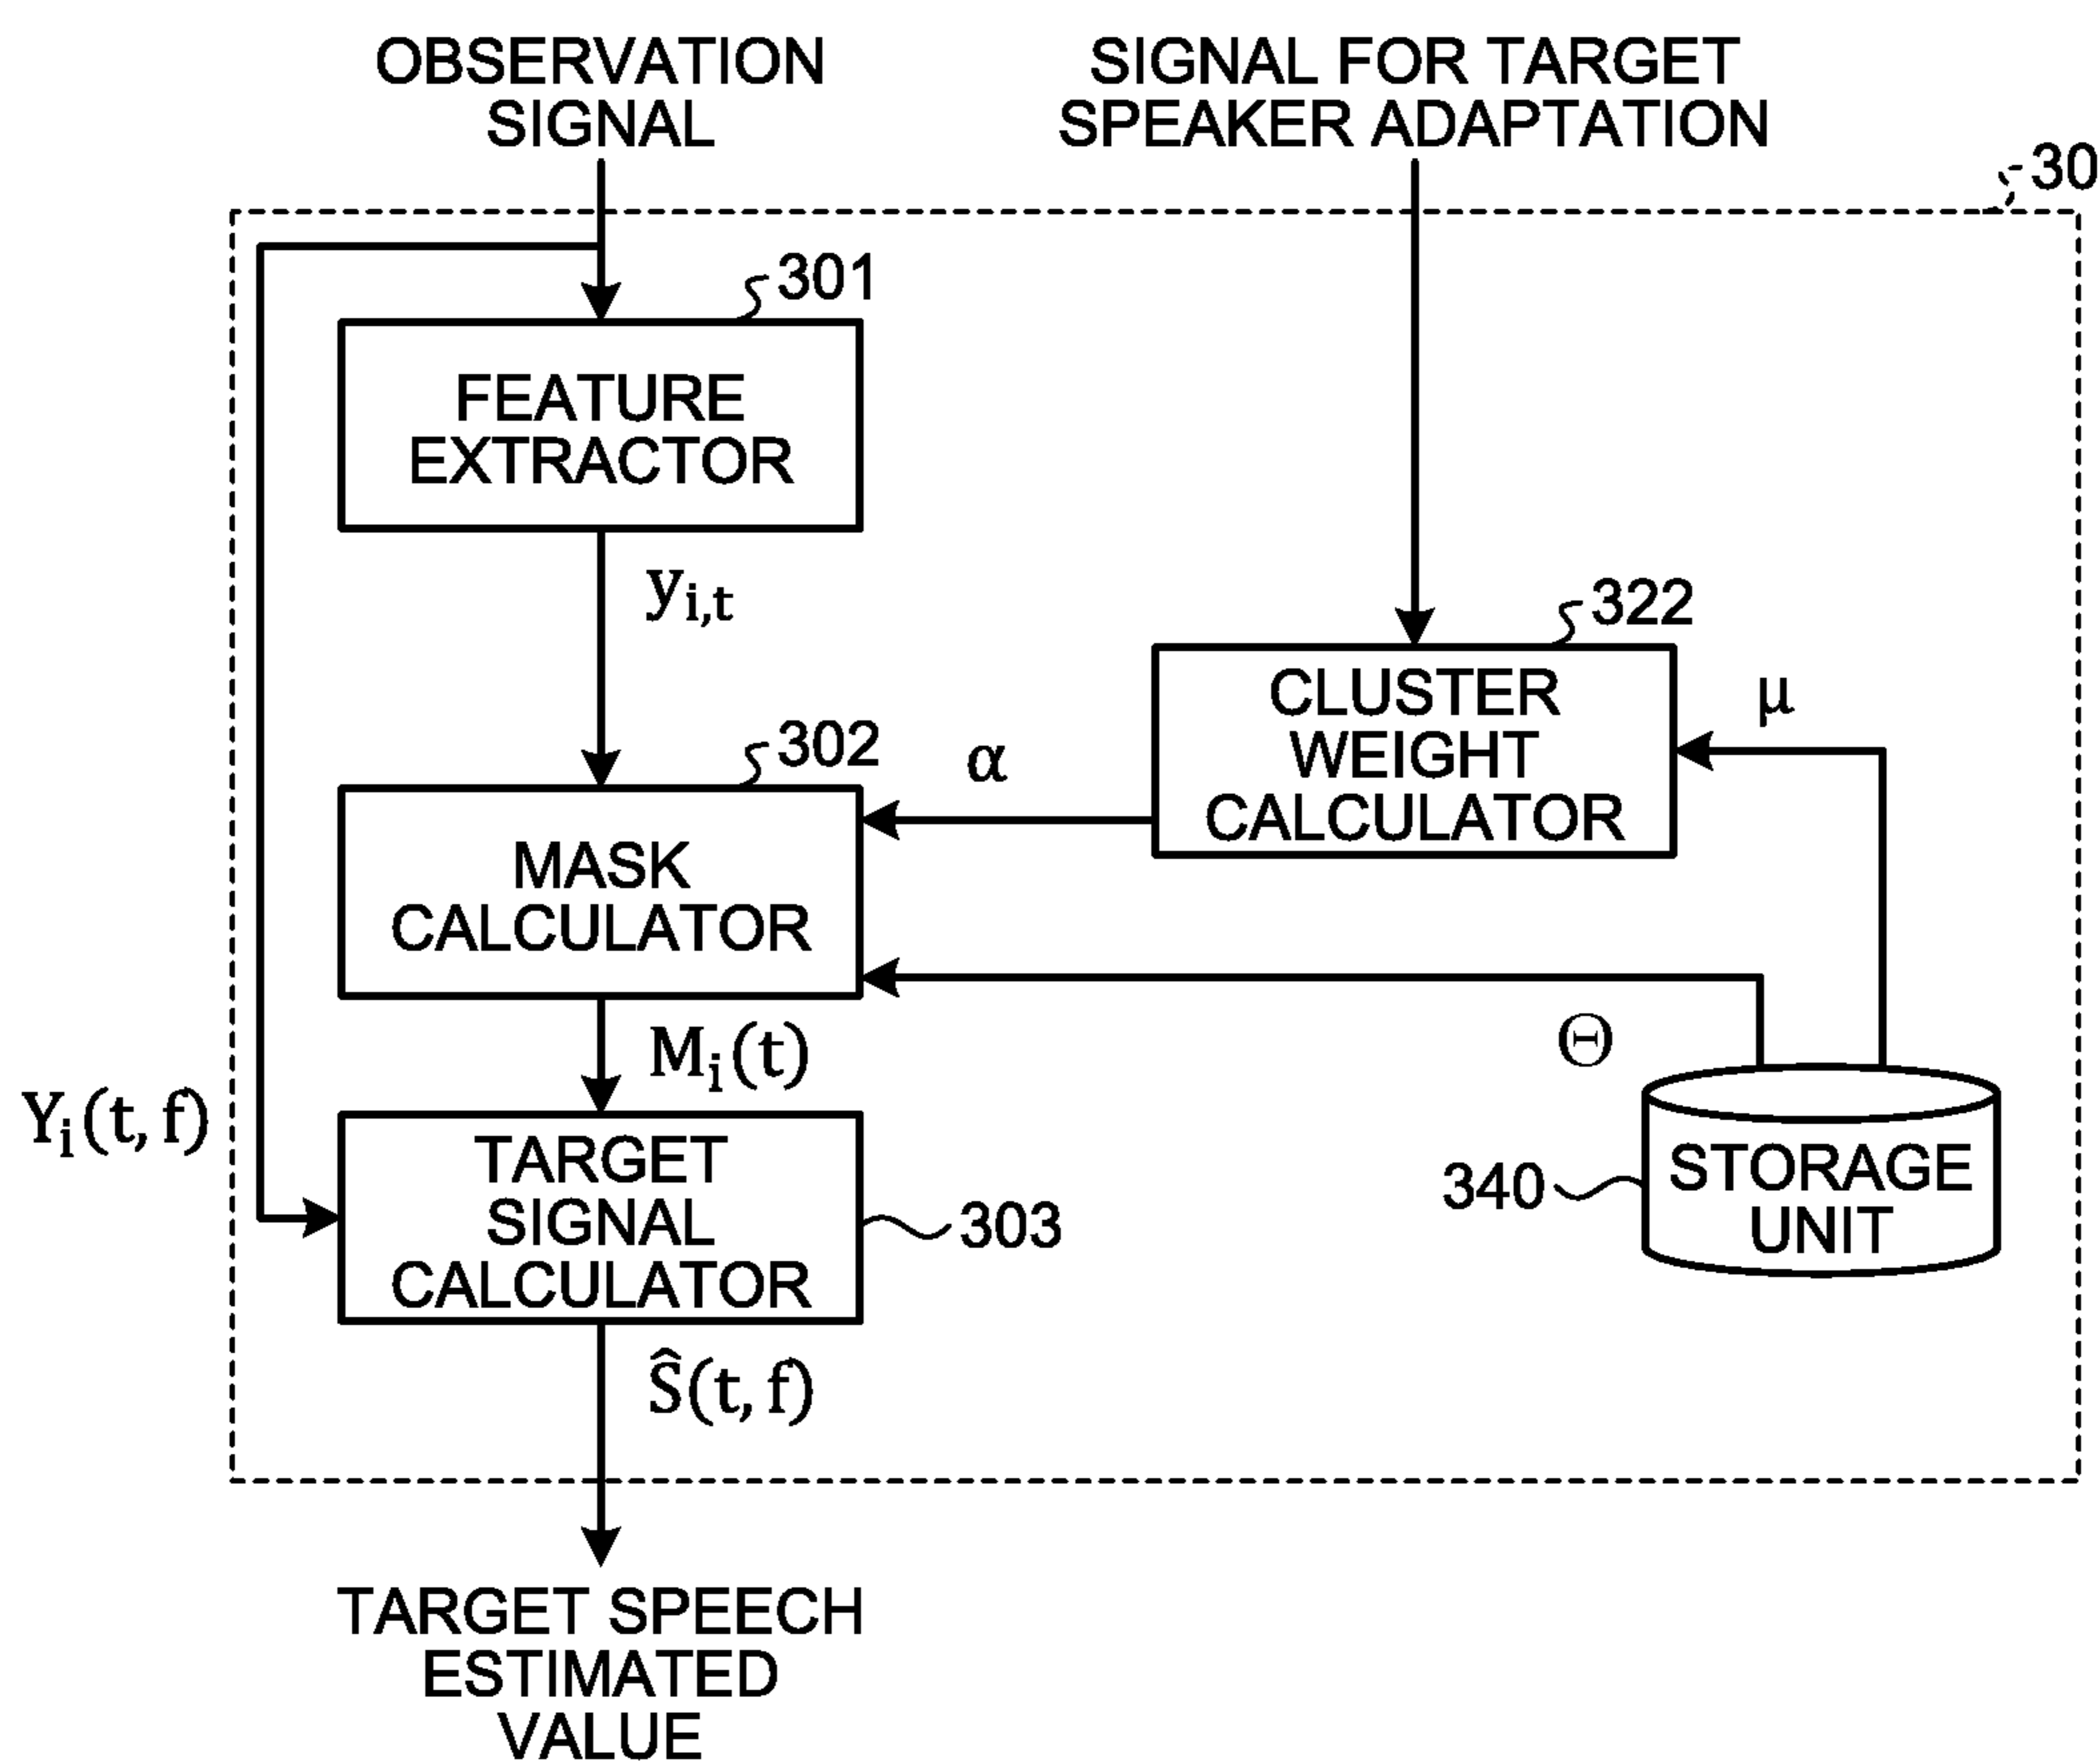 OBSERVATION
SIGNAL
SIGNAL FOR TARGET
SPEAKER ADAPTATION
30
301
FEATURE
EXTRACTOR
y_{i,t}
322
CLUSTER
WEIGHT
CALCULATOR
μ
302
α
MASK
CALCULATOR
M_i(t)
Θ
Y_i(t, f)
TARGET
SIGNAL
CALCULATOR
303
340
STORAGE
UNIT
Ŝ(t, f)
TARGET SPEECH
ESTIMATED
VALUE